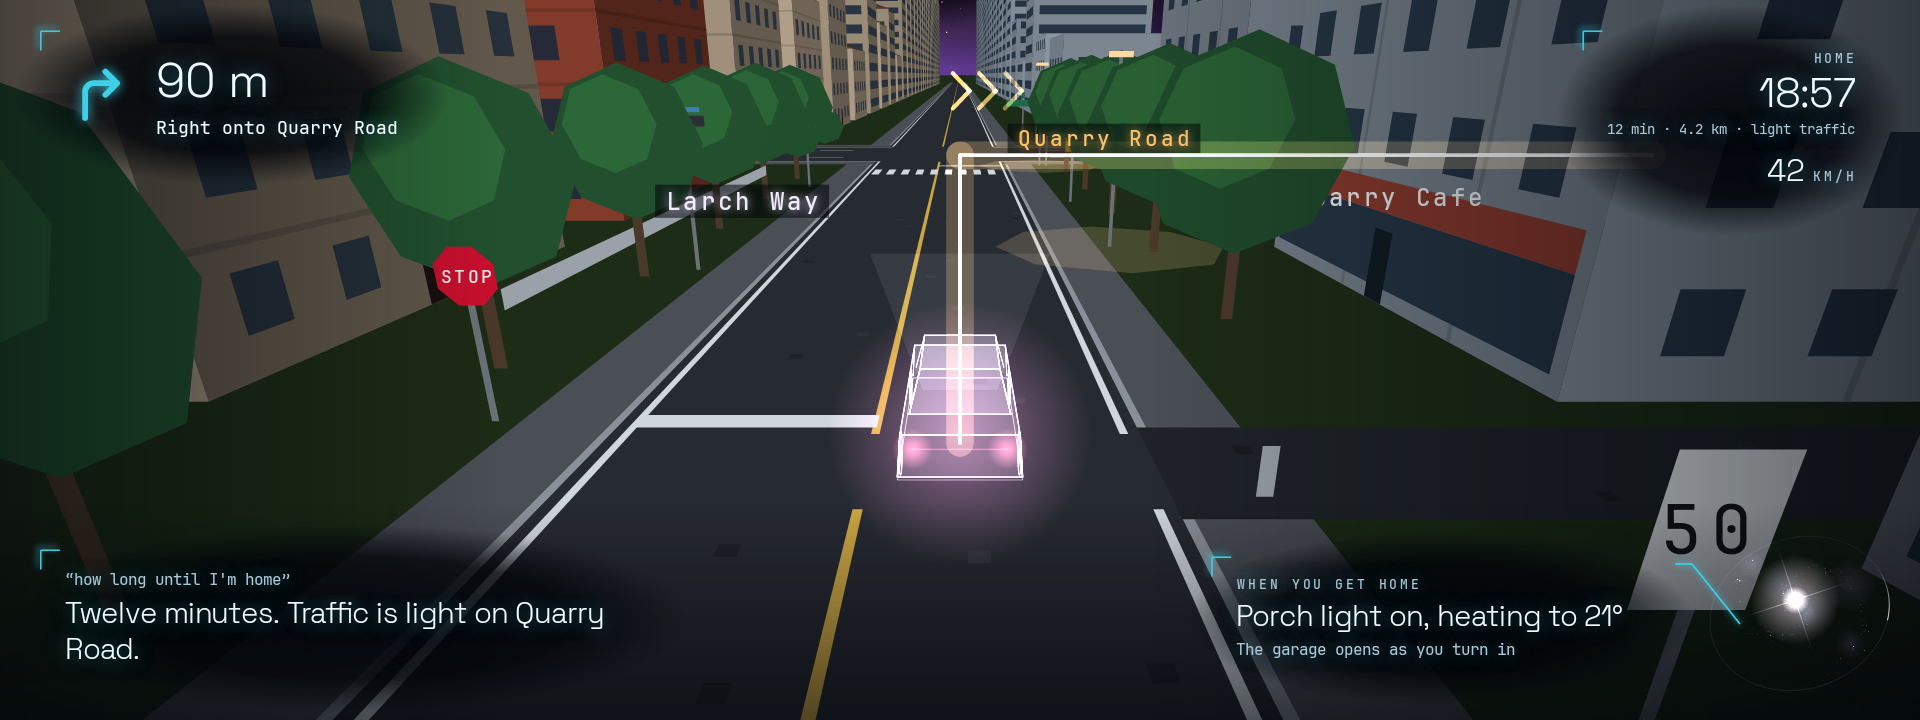 90 m
Right onto Quarry Road
HOME
18:57
12 min · 4.2 km · light traffic
42 KM/H
Quarry Road
Larch Way
Cafe
STOP
50
“how long until I'm home”
Twelve minutes. Traffic is light on Quarry
Road.
WHEN YOU GET HOME
Porch light on, heating to 21°
The garage opens as you turn in